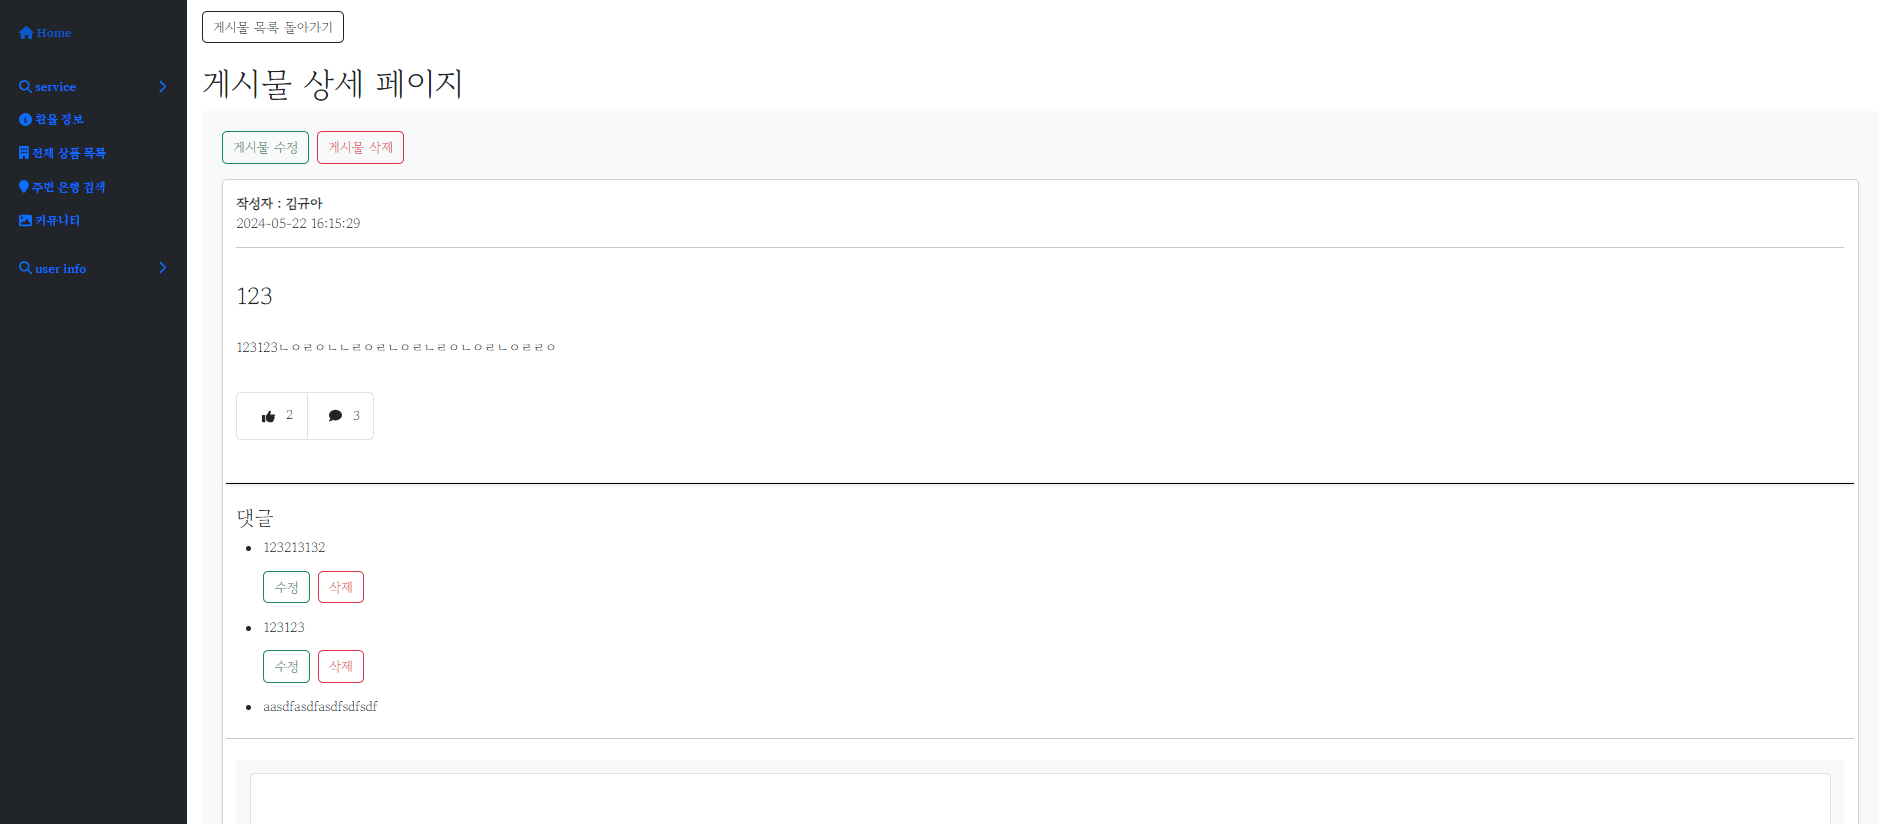 Home
service
환율 정보
전체 상품 목록
주변 은행 검색
커뮤니티
user info
게시물 목록 돌아가기
게시물 상세 페이지
게시물 수정 게시물 삭제
작성자 : 김규아
2024-05-22 16:15:29
123
123123ㄴㅇㄹㅇㄴㄴㄹㅇㄹㄴㅇㄹㄴㄹㅇㄴㅇㄹㄴㅇㄹㄹㅇ
2 3
댓글
123213132
수정 삭제
123123
수정 삭제
aasdfasdfasdfsdfsdf